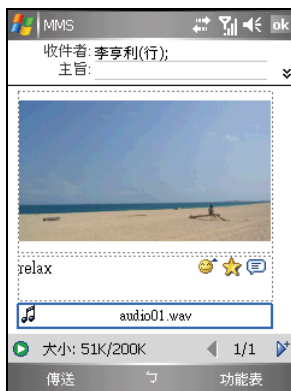 MMS ok
收件者: 李亨利(行);
主旨:
relax
audio01.wav
大小: 51K/200K 1/1
傳送 ㄅ 功能表